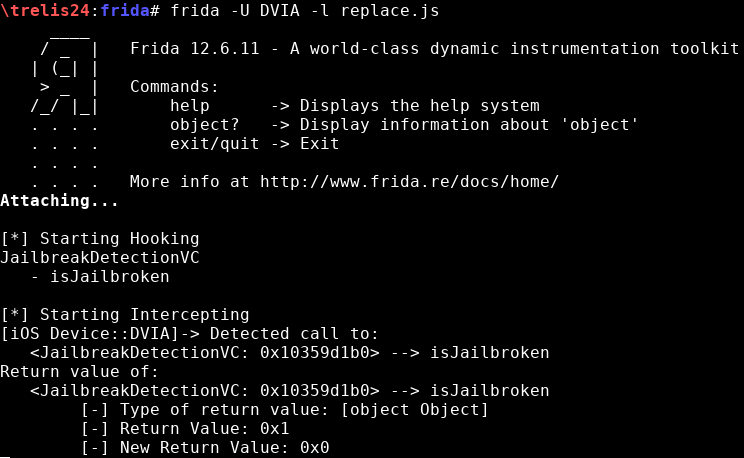 \trelis24:frida# frida -U DVIA -l replace.js
     ____
    / _  |   Frida 12.6.11 - A world-class dynamic instrumentation toolkit
   | (_| |
    > _  |   Commands:
   /_/ |_|       help      -> Displays the help system
   . . . .       object?   -> Display information about 'object'
   . . . .       exit/quit -> Exit
   . . . .
   . . . .   More info at http://www.frida.re/docs/home/
Attaching...

[*] Starting Hooking
JailbreakDetectionVC
   - isJailbroken

[*] Starting Intercepting
[iOS Device::DVIA]-> Detected call to:
   <JailbreakDetectionVC: 0x10359d1b0> --> isJailbroken
Return value of:
   <JailbreakDetectionVC: 0x10359d1b0> --> isJailbroken
        [-] Type of return value: [object Object]
        [-] Return Value: 0x1
        [-] New Return Value: 0x0